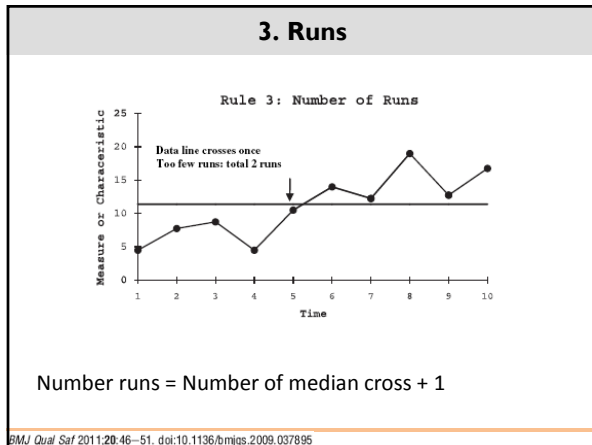 3. Runs
Rule 3: Number of Runs
Measure or Characeristic
25
20
15
10
5
0
Data line crosses once
Too few runs: total 2 runs
1 2 3 4 5 6 7 8 9 10
Time
Number runs = Number of median cross + 1
BMJ Qual Saf 2011;20:46–51. doi:10.1136/bmjqs.2009.037895